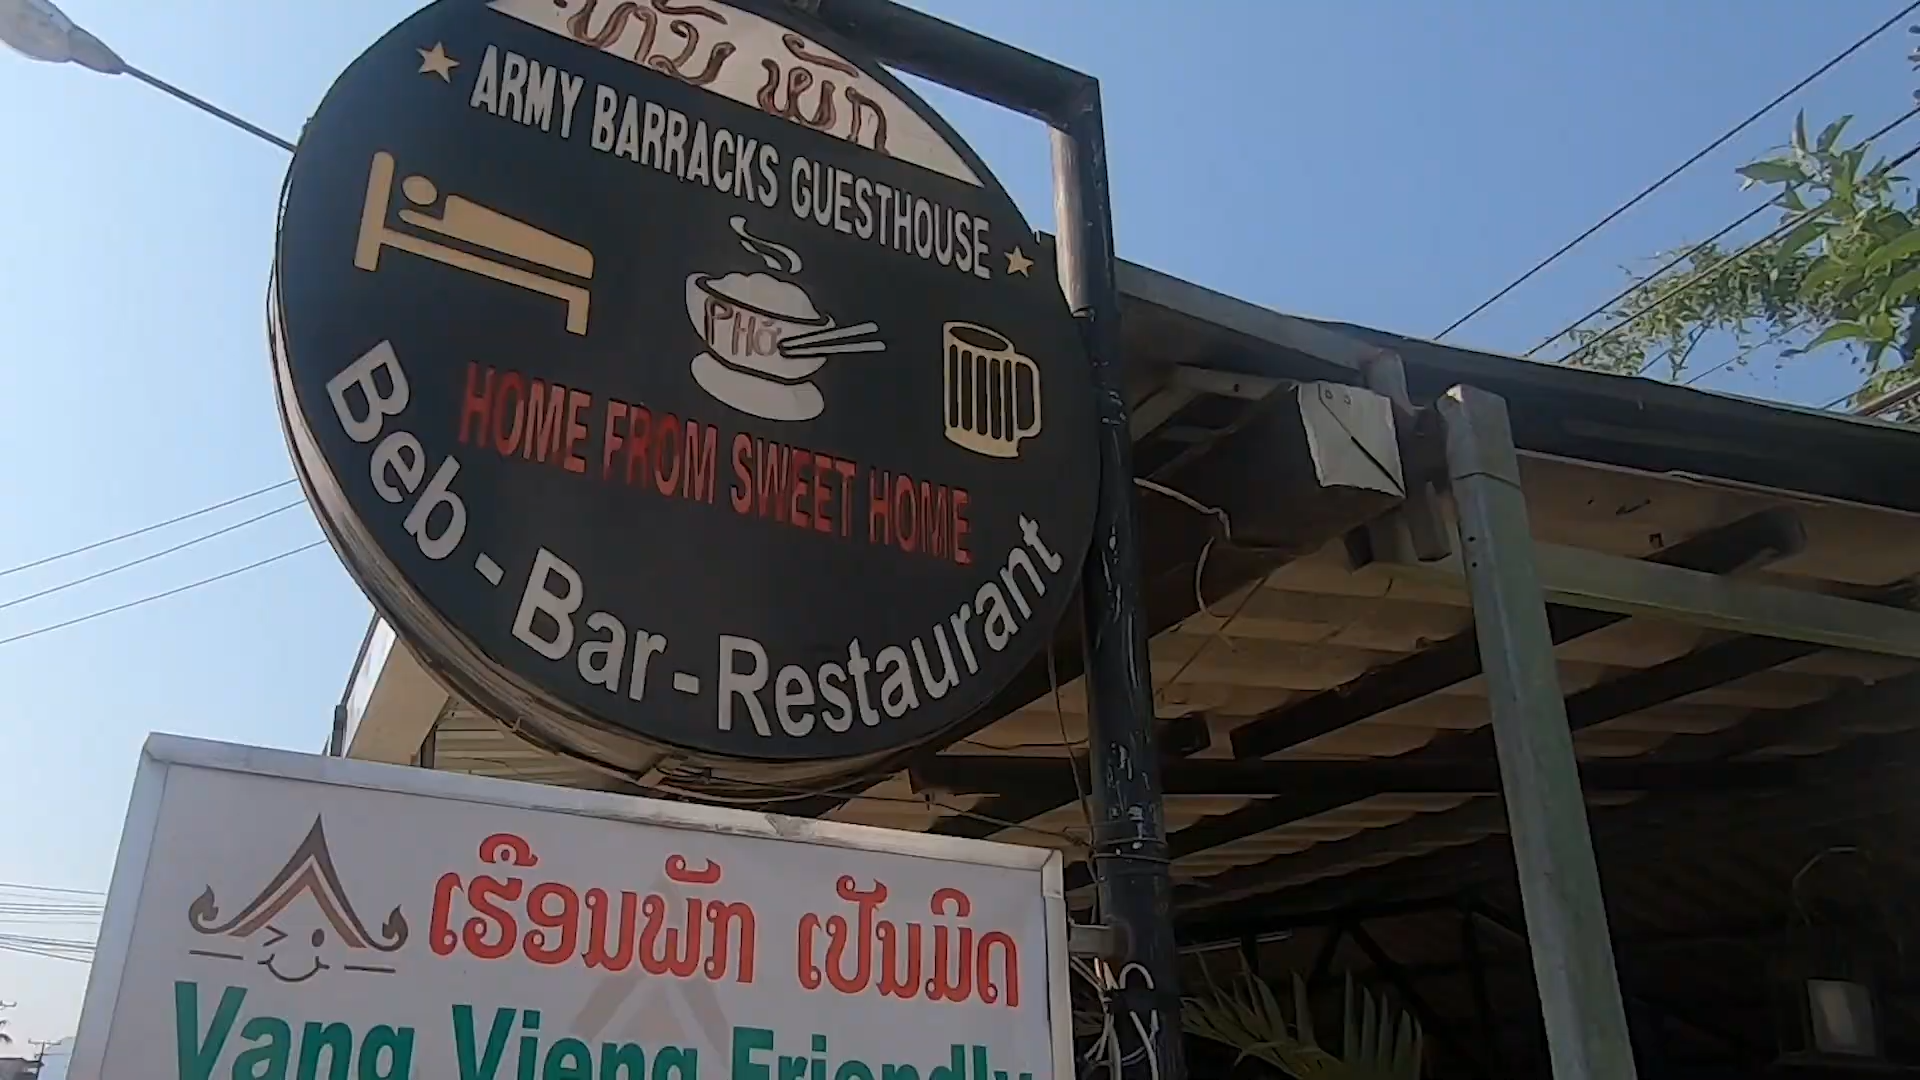 ARMY BARRACKS GUESTHOUSE
PHỞ
HOME FROM SWEET HOME
Beb - Bar - Restaurant
ເຮືອນພັກ ເປັນມິດ
Vang Vieng Friendly